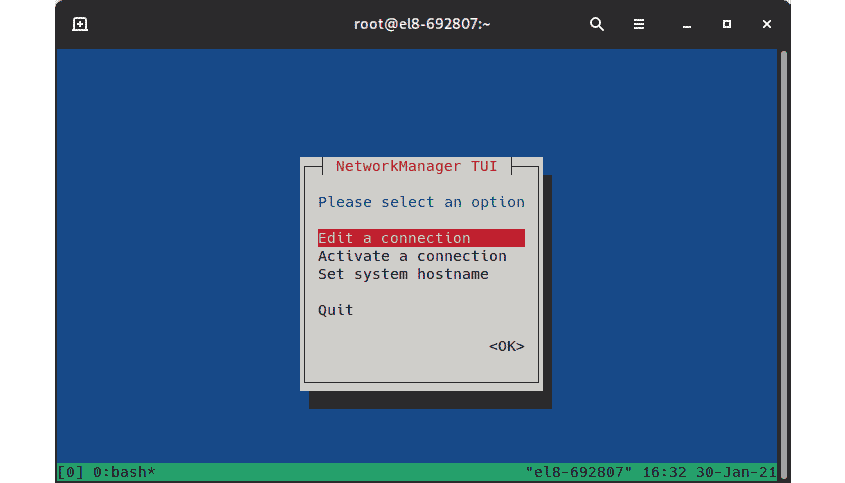 root@el8-692807:~
NetworkManager TUI
Please select an option
Edit a connection
Activate a connection
Set system hostname
Quit
<OK>
[0] 0:bash* "el8-692807" 16:32 30-Jan-21